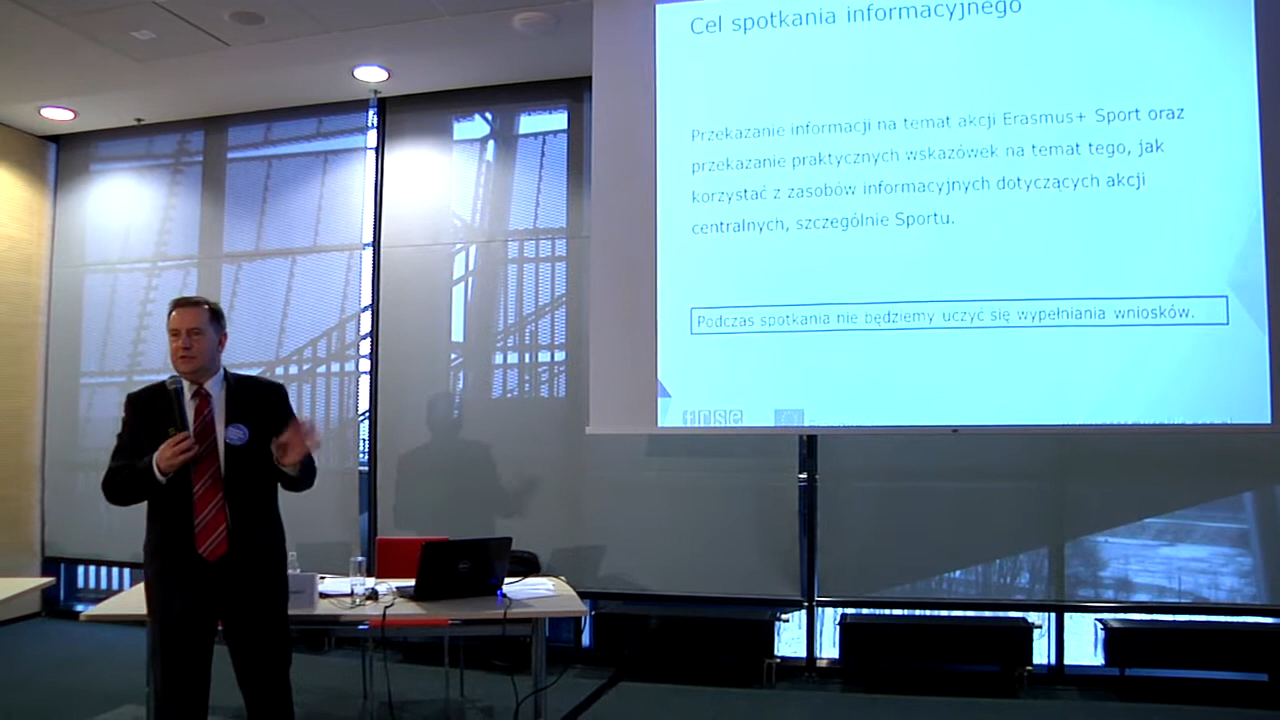 Cel spotkania informacyjnego
Przekazanie informacji na temat akcji Erasmus+ Sport oraz
przekazanie praktycznych wskazówek na temat tego, jak
korzystać z zasobów informacyjnych dotyczących akcji
centralnych, szczególnie Sportu.
Podczas spotkania nie będziemy uczyć się wypełniania wniosków.
frse